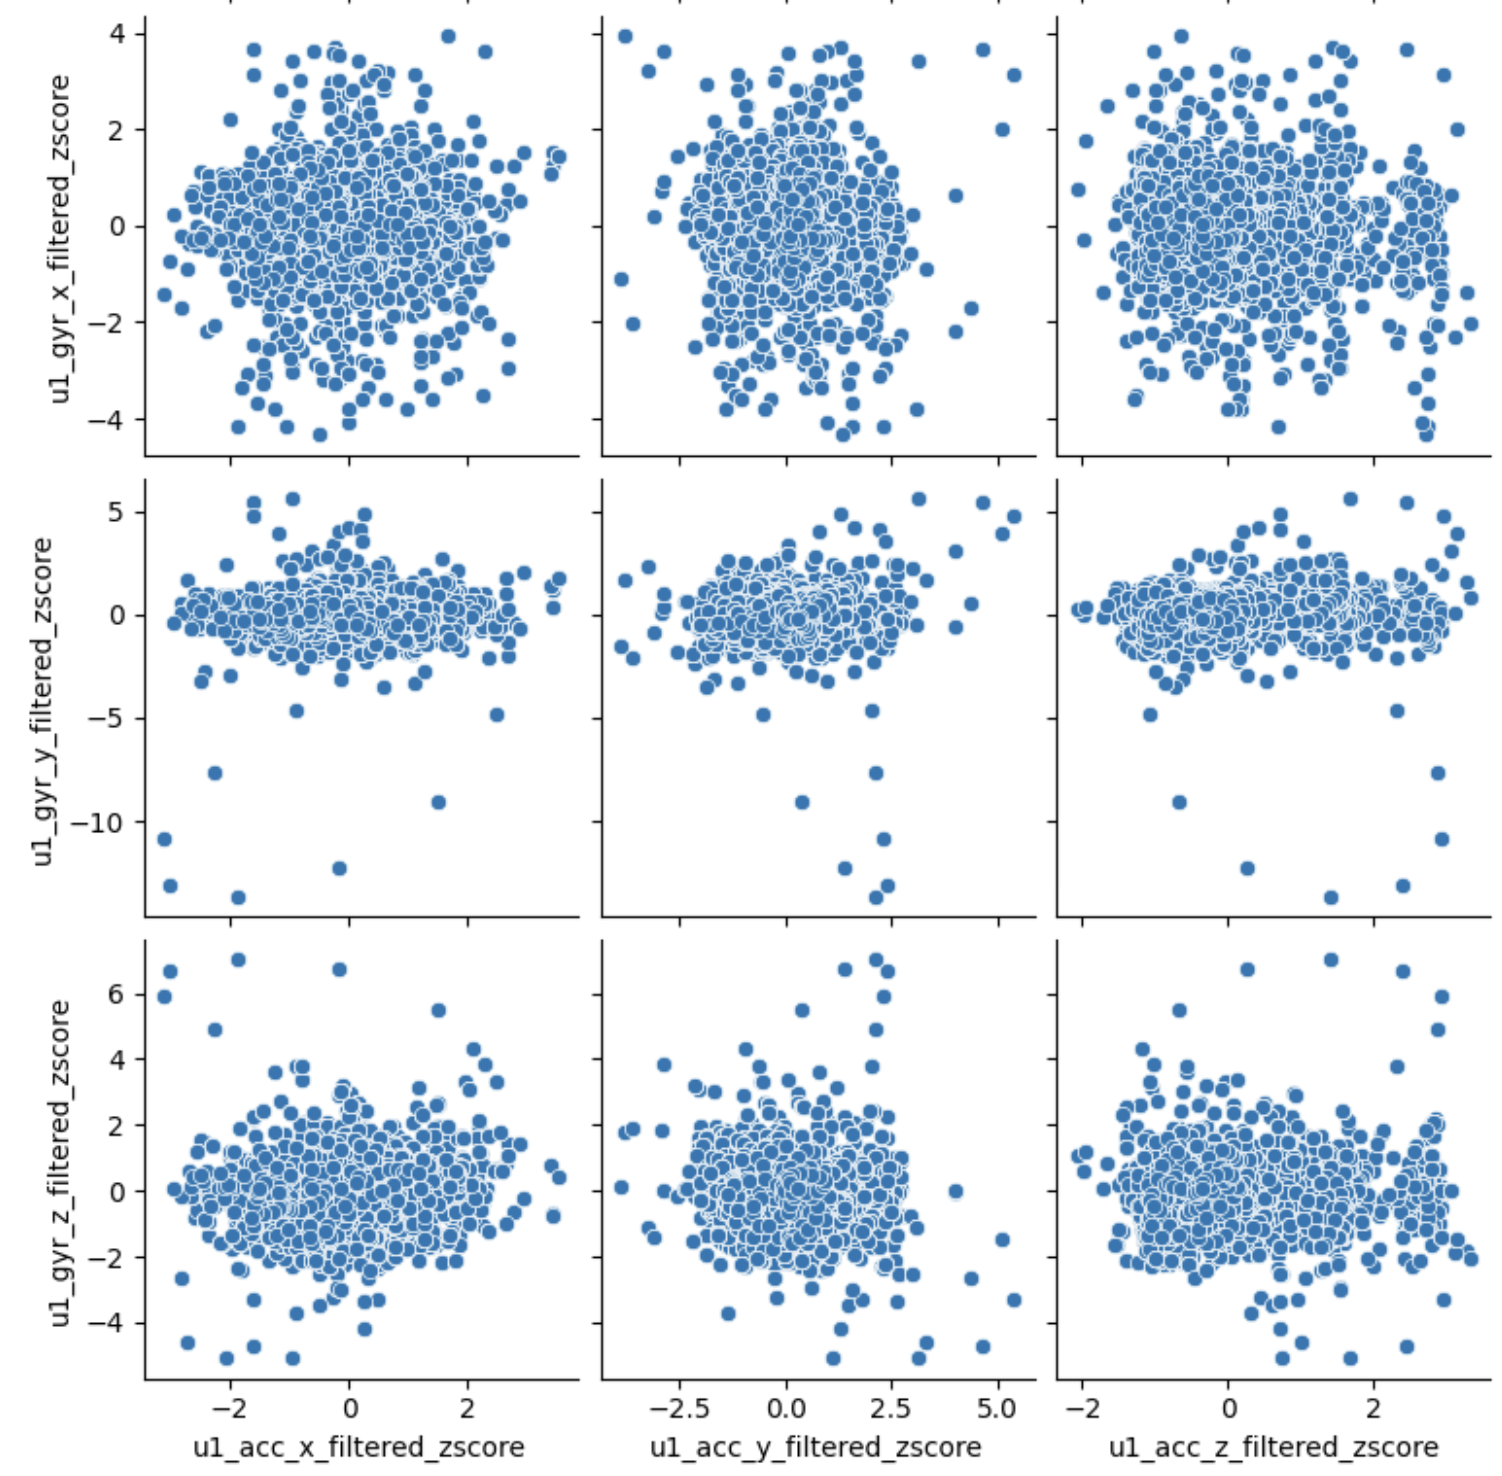 4
2
0
−2
−4
u1_gyr_x_filtered_zscore
5
0
−5
−10
u1_gyr_y_filtered_zscore
6
4
2
0
−2
−4
u1_gyr_z_filtered_zscore
−2 0 2
−2.5 0.0 2.5 5.0
−2 0 2
u1_acc_x_filtered_zscore
u1_acc_y_filtered_zscore
u1_acc_z_filtered_zscore